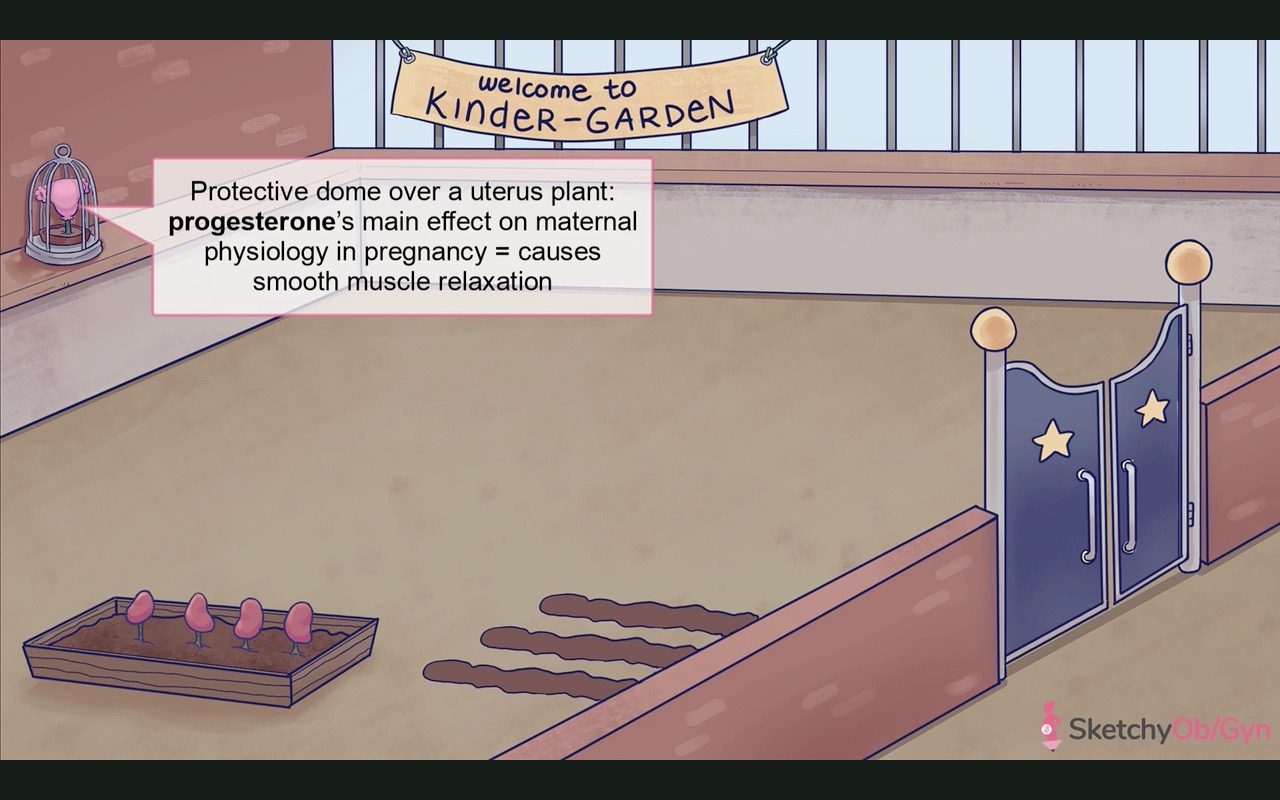 welcome to
KindeR-GARDeN
Protective dome over a uterus plant:
progesterone’s main effect on maternal
physiology in pregnancy = causes
smooth muscle relaxation
SketchyOb/Gyn